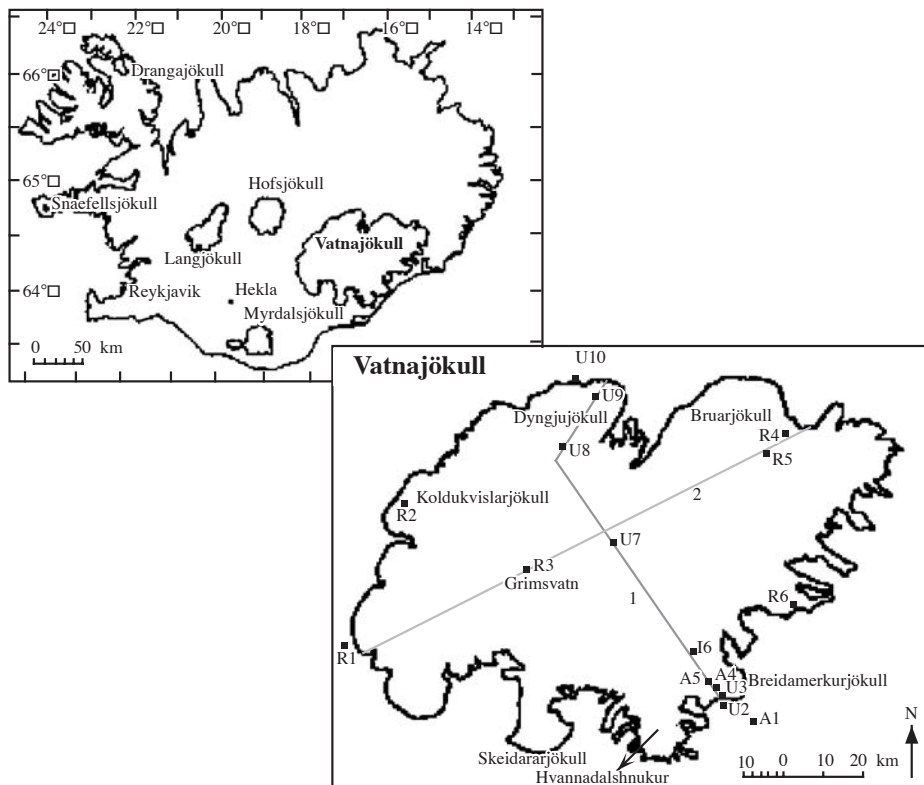 24°□ 22°□ 20°□ 18°□ 16°□ 14°□
66°□
Drangajökull
65°□
Hofsjökull
Snaefellsjökull
Vatnajökull
Langjökull
64°□
Reykjavik
Hekla
Myrdalsjökull
0 50 km
Vatnajökull
U10
U9
Dyngjujökull
Bruarjökull
R4
U8
R5
2
Koldukvislarjökull
R2
U7
R3
Grimsvatn
1
R6
R1
I6
A5 A4
Breidamerkurjökull
U3
U2
A1
N
Skeidararjökull
Hvannadalshnukur
10 0 10 20 km